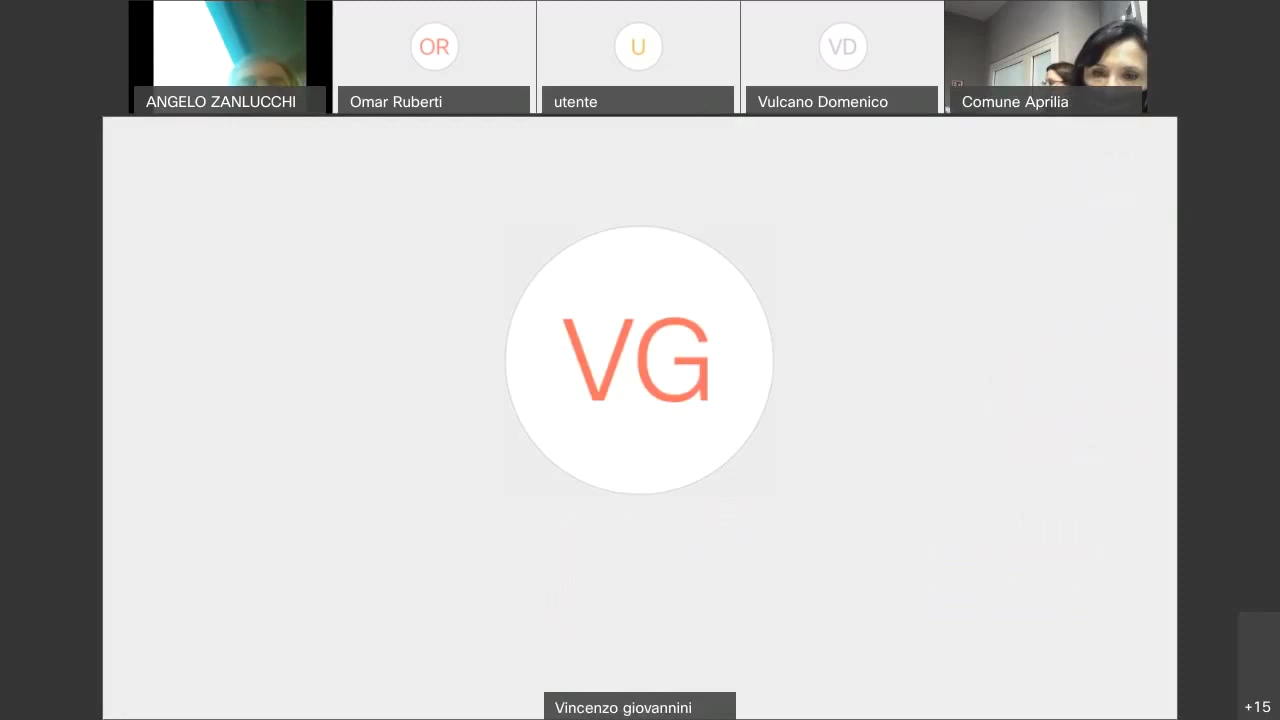 OR
U
VD
ANGELO ZANLUCCHI
Omar Ruberti
utente
Vulcano Domenico
Comune Aprilia
VG
Vincenzo giovannini
+15